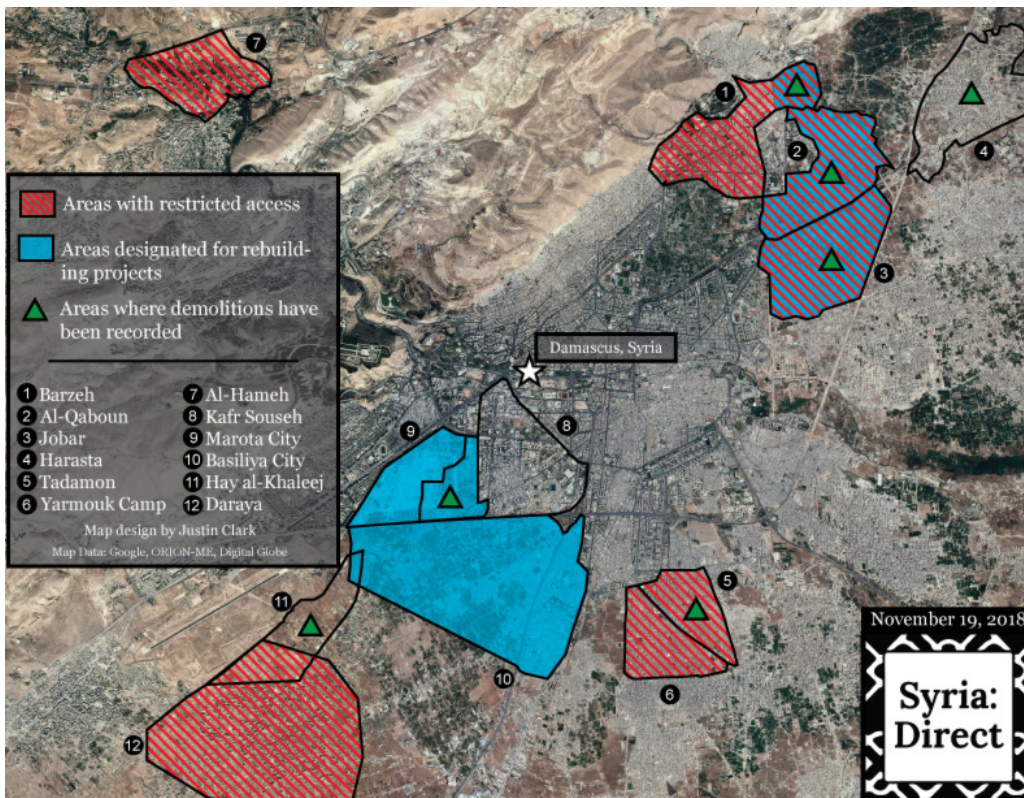 7
1
2
4
3
Areas with restricted access
Areas designated for rebuild-
ing projects
Areas where demolitions have
been recorded
Damascus, Syria
1 Barzeh
2 Al-Qaboun
3 Jobar
4 Harasta
5 Tadamon
6 Yarmouk Camp
7 Al-Hameh
8 Kafr Souseh
9 Marota City
10 Basiliya City
11 Hay al-Khaleej
12 Daraya
Map design by Justin Clark
Map Data: Google, ORION-ME, Digital Globe
9
8
11
5
10
6
12
November 19, 2018
Syria:
Direct